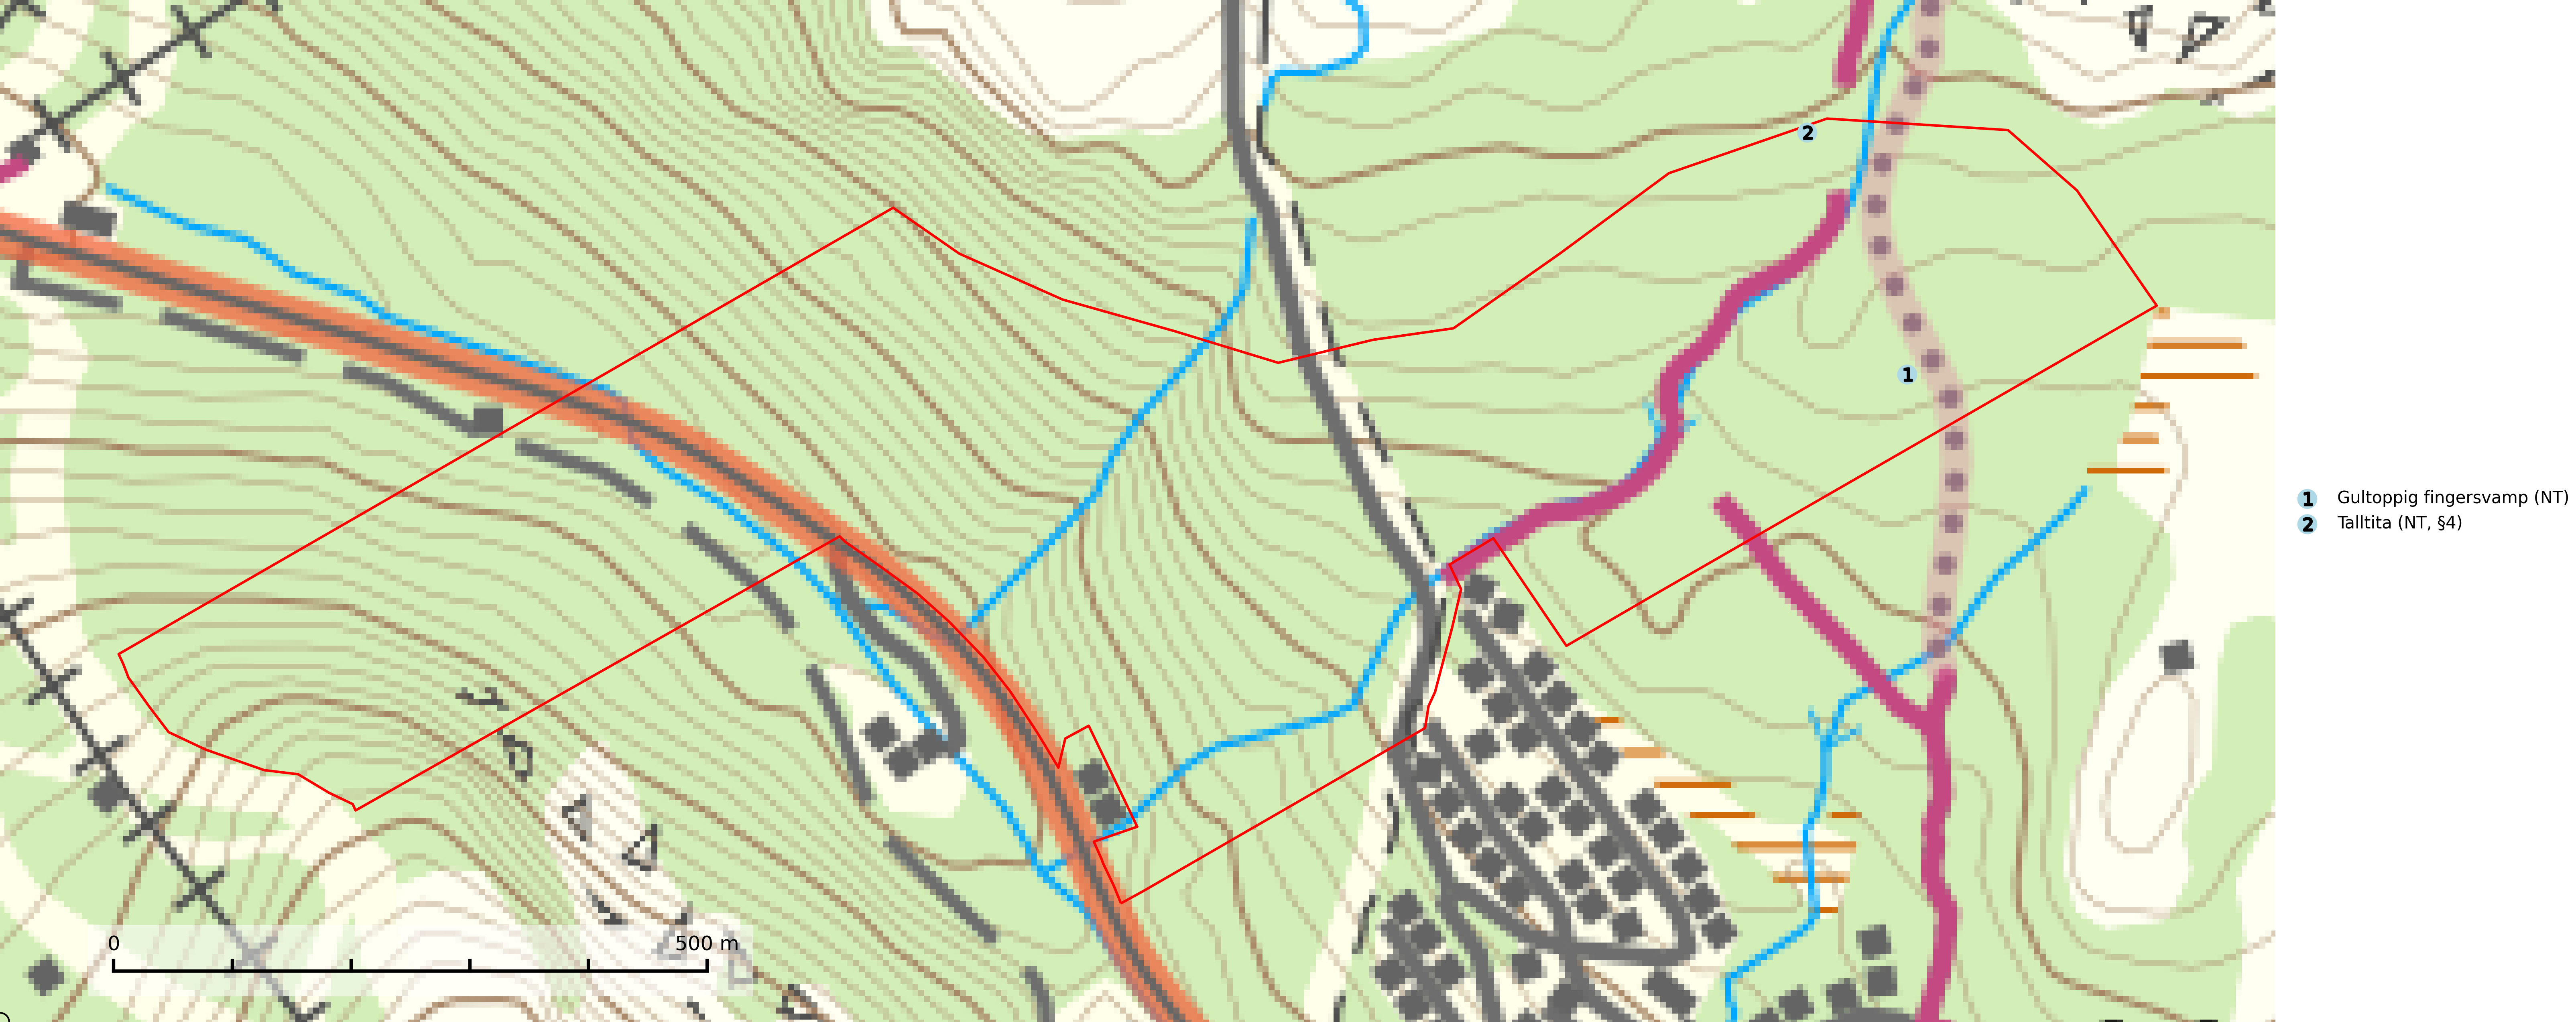 2
1
1 Gultoppig fingersvamp (NT)
2 Talltita (NT, §4)
0 500 m